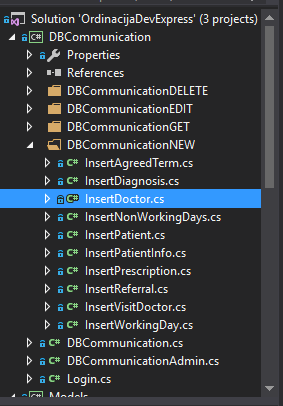 Solution 'OrdinacijaDevExpress' (3 projects)
C# DBCommunication
Properties
References
DBCommunicationDELETE
DBCommunicationEDIT
DBCommunicationGET
DBCommunicationNEW
C# InsertAgreedTerm.cs
C# InsertDiagnosis.cs
C# InsertDoctor.cs
C# InsertNonWorkingDays.cs
C# InsertPatient.cs
C# InsertPatientInfo.cs
C# InsertPrescription.cs
C# InsertReferral.cs
C# InsertVisitDoctor.cs
C# InsertWorkingDay.cs
C# DBCommunication.cs
C# DBCommunicationAdmin.cs
C# Login.cs
C# Models